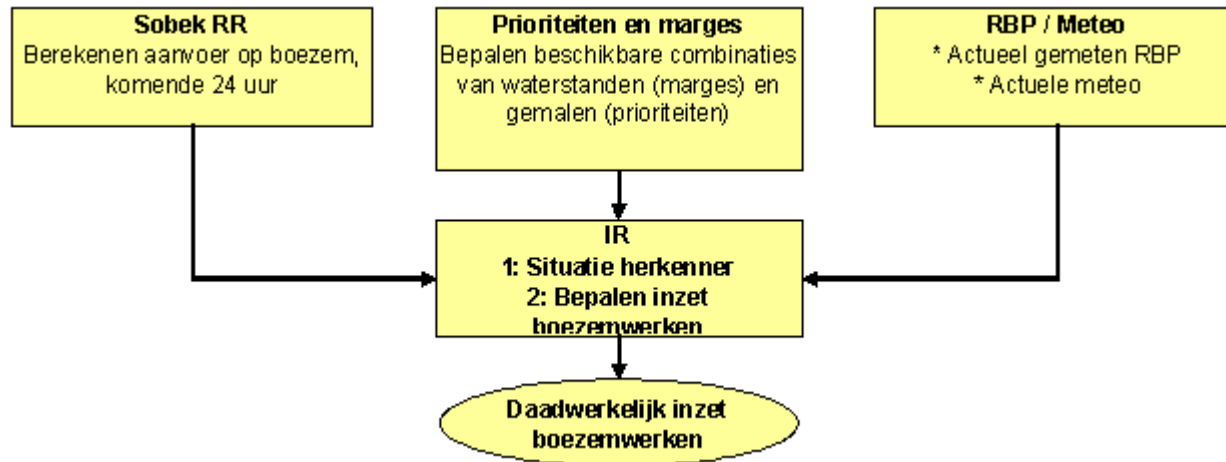 Sobek RR
Berekenen aanvoer op boezem,
komende 24 uur
Prioriteiten en marges
Bepalen beschikbare combinaties
van waterstanden (marges) en
gemalen (prioriteiten)
RBP / Meteo
* Actueel gemeten RBP
* Actuele meteo
IR
1: Situatie herkenner
2: Bepalen inzet
boezemwerken
Daadwerkelijk inzet
boezemwerken